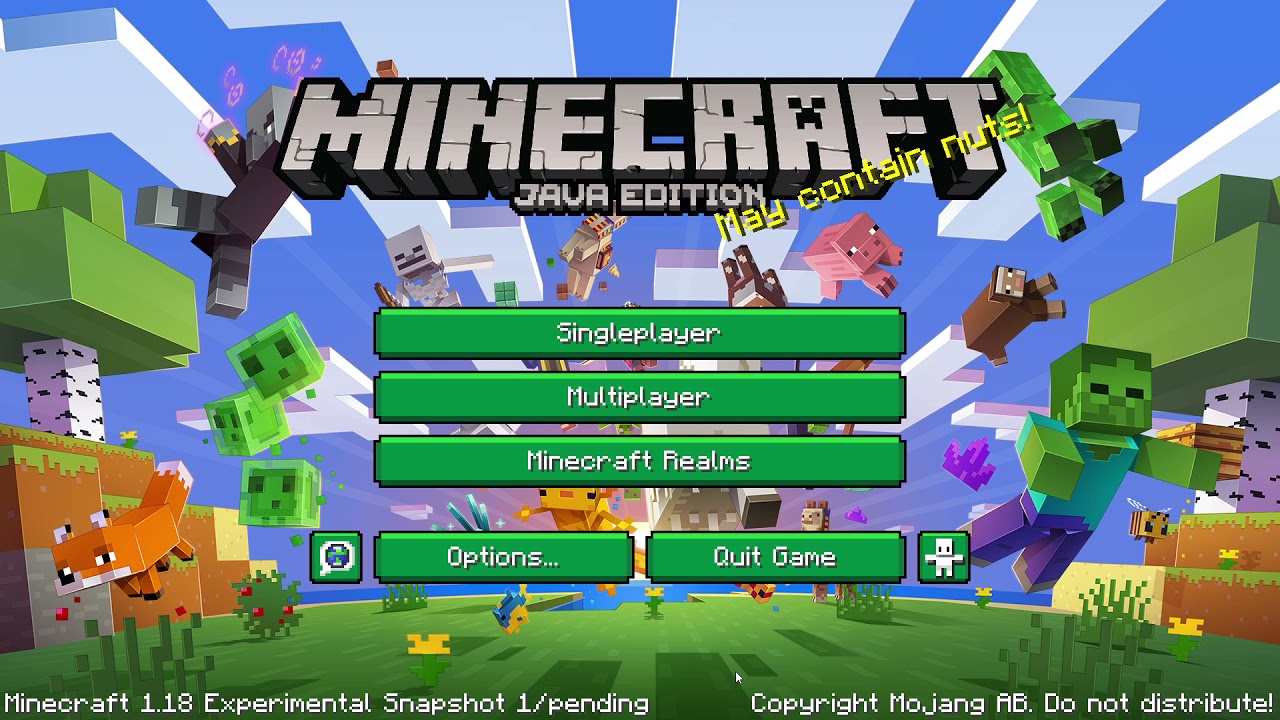 MINECRAFT
JAVA EDITION
May contain nuts!
Singleplayer
Multiplayer
Minecraft Realms
Options...
Quit Game
Minecraft 1.18 Experimental Snapshot 1/pending
Copyright Mojang AB. Do not distribute!